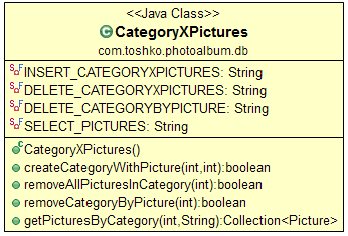 <<Java Class>>
CategoryXPictures
com.toshko.photoalbum.db
INSERT_CATEGORYXPICTURES: String
DELETE_CATEGORYXPICTURES: String
DELETE_CATEGORYBYPICTURE: String
SELECT_PICTURES: String
CategoryXPictures()
createCategoryWithPicture(int,int):boolean
removeAllPicturesInCategory(int):boolean
removeCategoryByPicture(int):boolean
getPicturesByCategory(int,String):Collection<Picture>